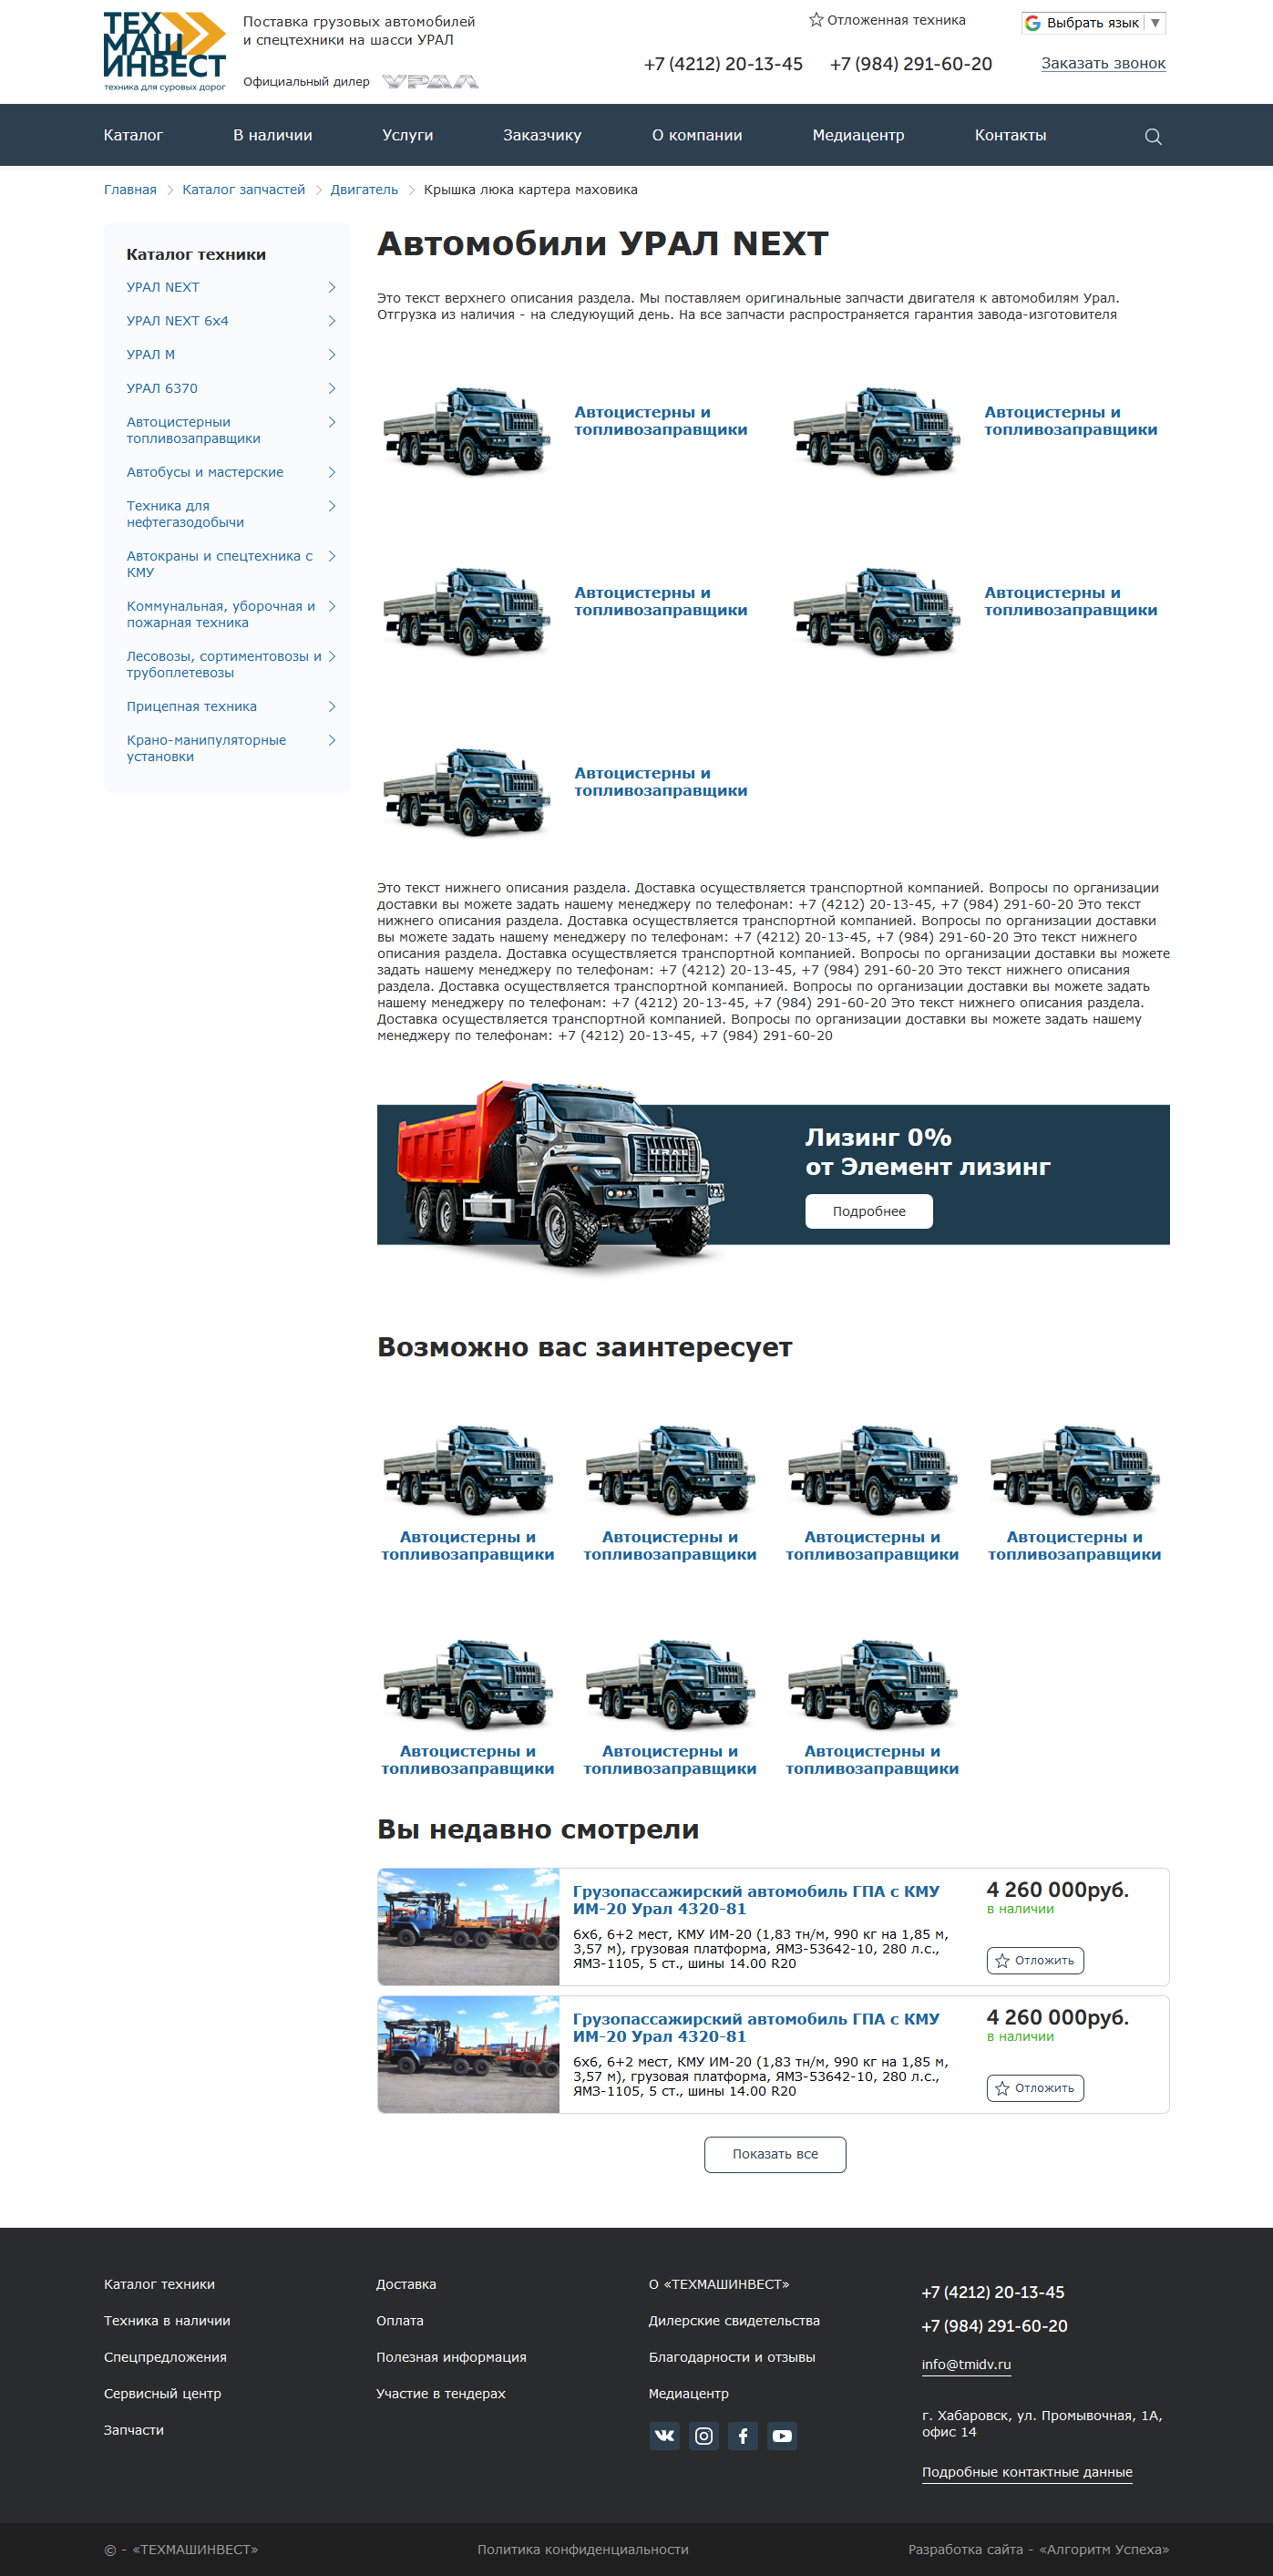 ТЕХ
МАШ
ИНВЕСТ
техника для суровых дорог
Поставка грузовых автомобилей
и спецтехники на шасси УРАЛ
Официальный дилер УРАЛ
Отложенная техника
Выбрать язык ▼
+7 (4212) 20-13-45 +7 (984) 291-60-20 Заказать звонок
Каталог В наличии Услуги Заказчику О компании Медиацентр Контакты
Главная Каталог запчастей Двигатель Крышка люка картера маховика
Каталог техники
УРАЛ NEXT
УРАЛ NEXT 6х4
УРАЛ М
УРАЛ 6370
Автоцистерныи
топливозаправщики
Автобусы и мастерские
Техника для
нефтегазодобычи
Автокраны и спецтехника с
КМУ
Коммунальная, уборочная и
пожарная техника
Лесовозы, сортиментовозы и
трубоплетевозы
Прицепная техника
Крано-манипуляторные
установки
Автомобили УРАЛ NEXT
Это текст верхнего описания раздела. Мы поставляем оригинальные запчасти двигателя к автомобилям Урал.
Отгрузка из наличия - на следуюущий день. На все запчасти распространяется гарантия завода-изготовителя
Автоцистерны и
топливозаправщики
Автоцистерны и
топливозаправщики
Автоцистерны и
топливозаправщики
Автоцистерны и
топливозаправщики
Автоцистерны и
топливозаправщики
Это текст нижнего описания раздела. Доставка осуществляется транспортной компанией. Вопросы по организации
доставки вы можете задать нашему менеджеру по телефонам: +7 (4212) 20-13-45, +7 (984) 291-60-20 Это текст
нижнего описания раздела. Доставка осуществляется транспортной компанией. Вопросы по организации доставки
вы можете задать нашему менеджеру по телефонам: +7 (4212) 20-13-45, +7 (984) 291-60-20 Это текст нижнего
описания раздела. Доставка осуществляется транспортной компанией. Вопросы по организации доставки вы можете
задать нашему менеджеру по телефонам: +7 (4212) 20-13-45, +7 (984) 291-60-20 Это текст нижнего описания
раздела. Доставка осуществляется транспортной компанией. Вопросы по организации доставки вы можете задать
нашему менеджеру по телефонам: +7 (4212) 20-13-45, +7 (984) 291-60-20 Это текст нижнего описания раздела.
Доставка осуществляется транспортной компанией. Вопросы по организации доставки вы можете задать нашему
менеджеру по телефонам: +7 (4212) 20-13-45, +7 (984) 291-60-20
URAL
Лизинг 0%
от Элемент лизинг
Подробнее
Возможно вас заинтересует
Автоцистерны и
топливозаправщики
Автоцистерны и
топливозаправщики
Автоцистерны и
топливозаправщики
Автоцистерны и
топливозаправщики
Автоцистерны и
топливозаправщики
Автоцистерны и
топливозаправщики
Автоцистерны и
топливозаправщики
Вы недавно смотрели
Грузопассажирский автомобиль ГПА с КМУ
ИМ-20 Урал 4320-81
6х6, 6+2 мест, КМУ ИМ-20 (1,83 тн/м, 990 кг на 1,85 м,
3,57 м), грузовая платформа, ЯМЗ-53642-10, 280 л.с.,
ЯМЗ-1105, 5 ст., шины 14.00 R20
4 260 000руб.
в наличии
Отложить
Грузопассажирский автомобиль ГПА с КМУ
ИМ-20 Урал 4320-81
6х6, 6+2 мест, КМУ ИМ-20 (1,83 тн/м, 990 кг на 1,85 м,
3,57 м), грузовая платформа, ЯМЗ-53642-10, 280 л.с.,
ЯМЗ-1105, 5 ст., шины 14.00 R20
4 260 000руб.
в наличии
Отложить
Показать все
Каталог техники
Техника в наличии
Спецпредложения
Сервисный центр
Запчасти
Доставка
Оплата
Полезная информация
Участие в тендерах
О «ТЕХМАШИНВЕСТ»
Дилерские свидетельства
Благодарности и отзывы
Медиацентр
+7 (4212) 20-13-45
+7 (984) 291-60-20
info@tmidv.ru
г. Хабаровск, ул. Промывочная, 1А,
офис 14
Подробные контактные данные
© - «ТЕХМАШИНВЕСТ» Политика конфиденциальности Разработка сайта - «Алгоритм Успеха»